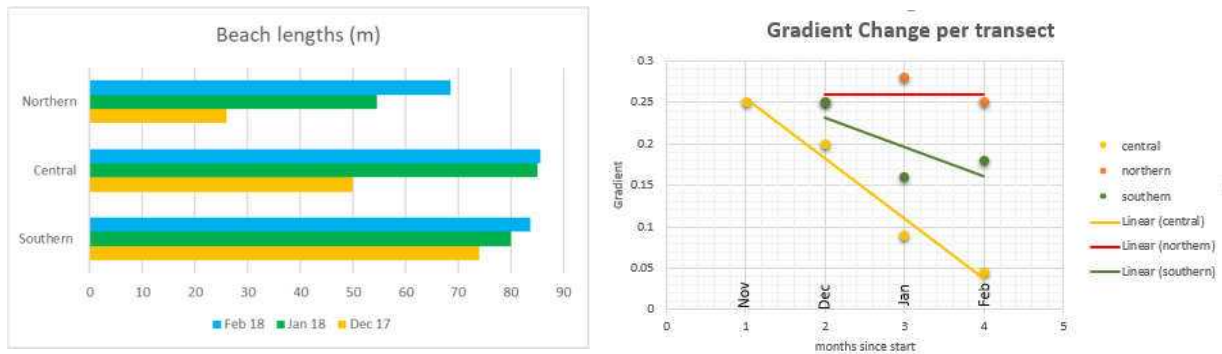 Beach lengths (m)
Northern
Central
Southern
0 10 20 30 40 50 60 70 80 90
Feb 18 Jan 18 Dec 17
Gradient Change per transect
Gradient
0.3
0.25
0.2
0.15
0.1
0.05
0
Nov Dec Jan Feb
0 1 2 3 4 5
months since start
central
northern
southern
Linear (central)
Linear (northern)
Linear (southern)